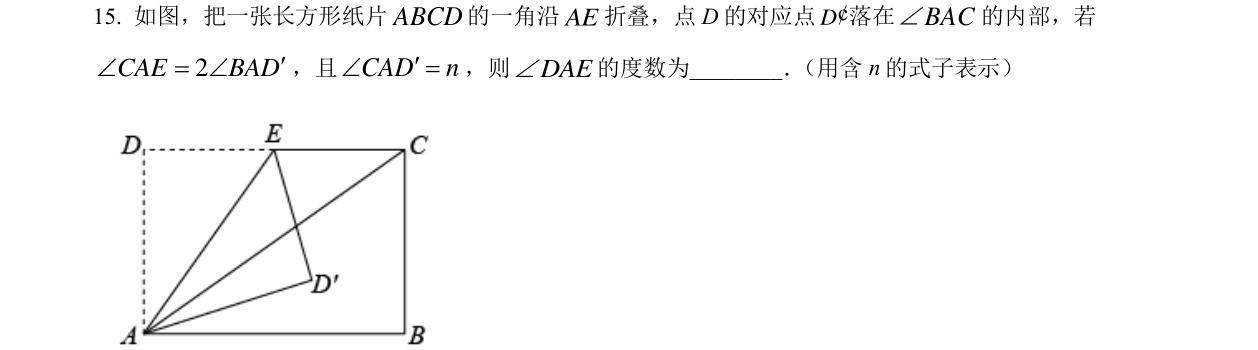 15. 如图，把一张长方形纸片 ABCD 的一角沿 AE 折叠，点 D 的对应点 D¢落在∠BAC 的内部，若
∠CAE = 2∠BAD′，且∠CAD′ = n，则∠DAE 的度数为________．（用含 n 的式子表示）
E
D
C
D′
A
B